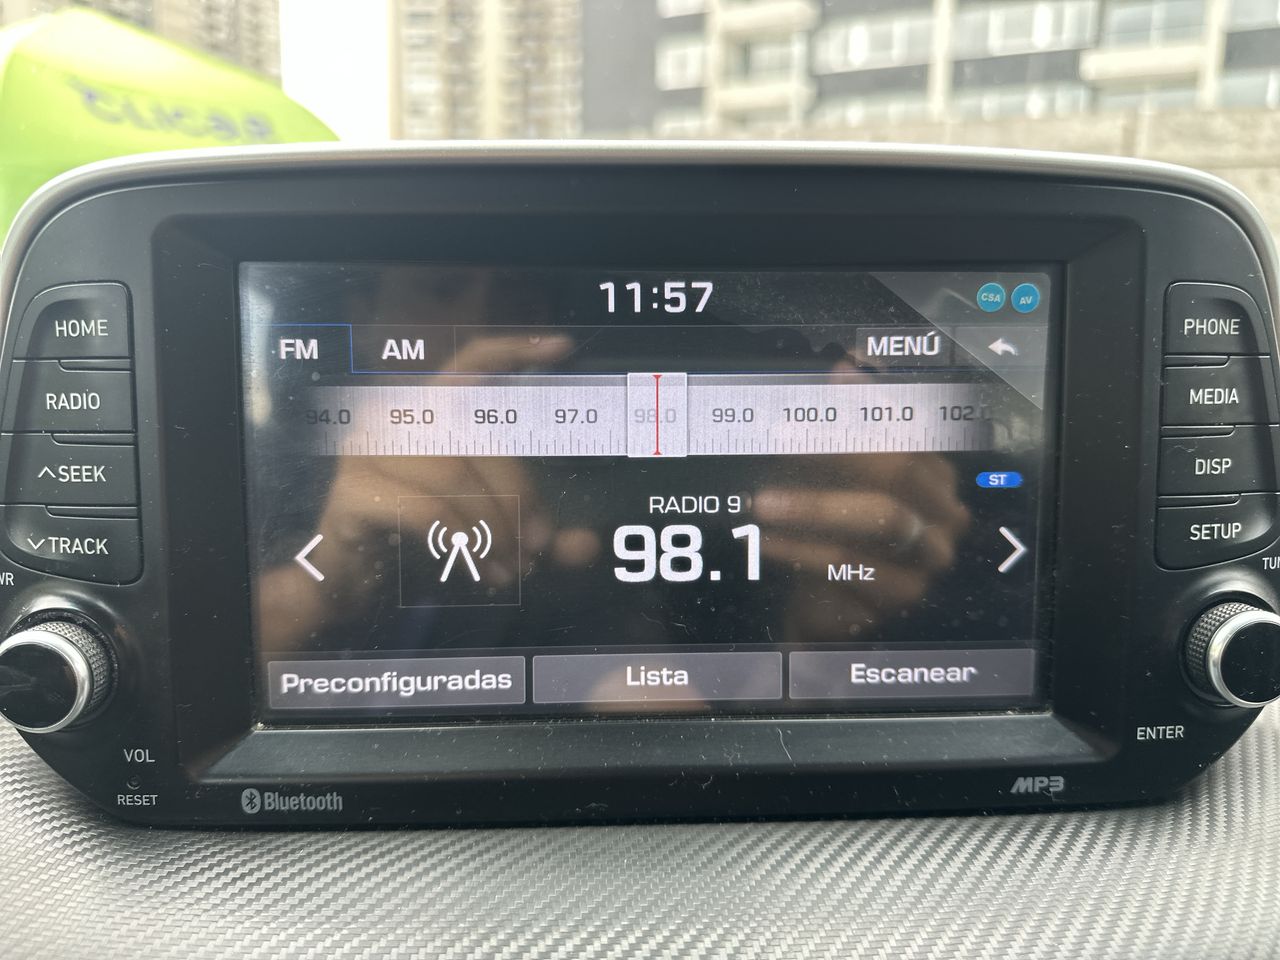 11:57
CSA
AV
FM
AM
MENÚ
94.0 95.0 96.0 97.0 98.0 99.0 100.0 101.0 102.
ST
RADIO 9
98.1 MHz
Preconfiguradas
Lista
Escanear
HOME
RADIO
SEEK
TRACK
WR
VOL
RESET
Bluetooth
PHONE
MEDIA
DISP
SETUP
TUN
ENTER
MP3